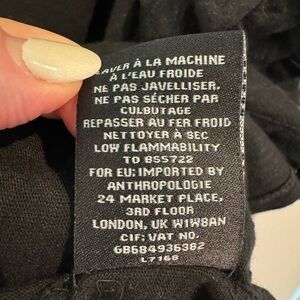 LAVER À LA MACHINE
À L'EAU FROIDE
NE PAS JAVELLISER.
NE PAS SÉCHER PAR
CULBUTAGE
REPASSER AU FER FROID
NETTOYER À SEC
LOW FLAMMABILITY
TO BS5722
FOR EU: IMPORTED BY
ANTHROPOLOGIE
24 MARKET PLACE,
3RD FLOOR
LONDON, UK W1W8AN
CIF: VAT NO.
GB684936382
L7168